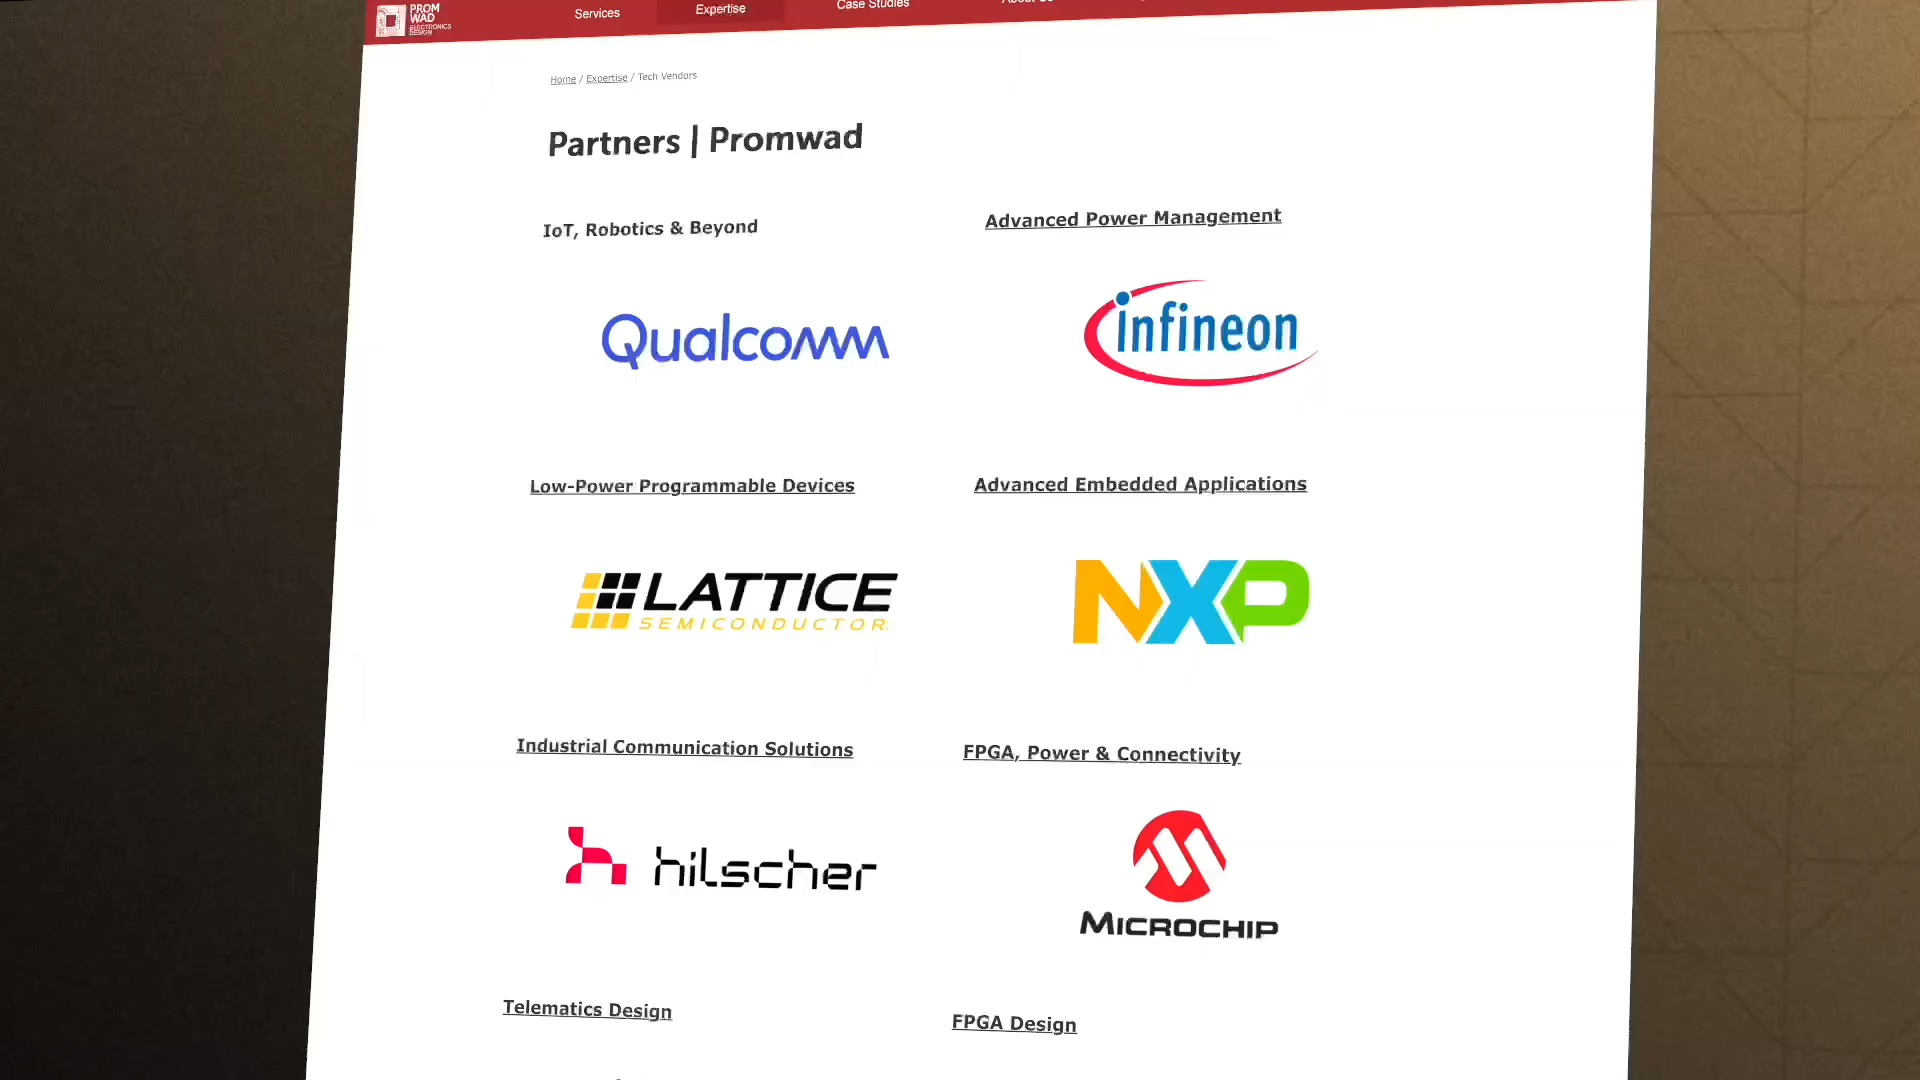 PROM
WAD
ELECTRONICS
DESIGN
Services
Expertise
Case Studies
Home / Expertise / Tech Vendors
Partners | Promwad
IoT, Robotics & Beyond
Advanced Power Management
Qualcomm
infineon
Low-Power Programmable Devices
Advanced Embedded Applications
LATTICE
SEMICONDUCTOR
NXP
Industrial Communication Solutions
FPGA, Power & Connectivity
hilscher
MICROCHIP
Telematics Design
FPGA Design